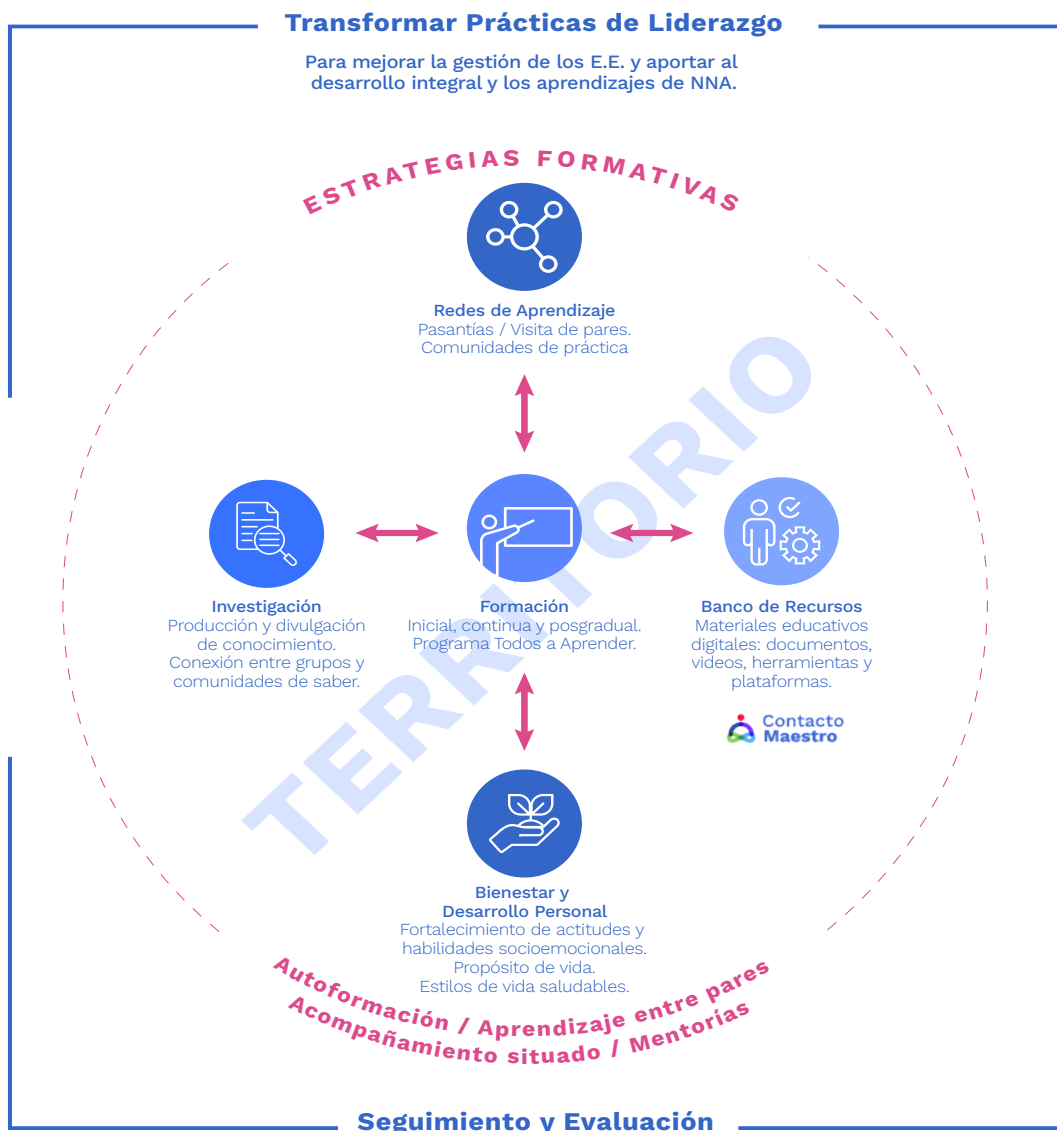 Transformar Prácticas de Liderazgo
Para mejorar la gestión de los E.E. y aportar al
desarrollo integral y los aprendizajes de NNA.
ESTRATEGIAS FORMATIVAS
Redes de Aprendizaje
Pasantías / Visita de pares.
Comunidades de práctica
TERRITORIO
Investigación
Producción y divulgación
de conocimiento.
Conexión entre grupos y
comunidades de saber.
Formación
Inicial, continua y posgradual.
Programa Todos a Aprender.
Banco de Recursos
Materiales educativos
digitales: documentos,
videos, herramientas y
plataformas.
Contacto
Maestro
Bienestar y
Desarrollo Personal
Fortalecimiento de actitudes y
habilidades socioemocionales.
Propósito de vida.
Estilos de vida saludables.
Autoformación / Aprendizaje entre pares
Acompañamiento situado / Mentorías
Seguimiento y Evaluación